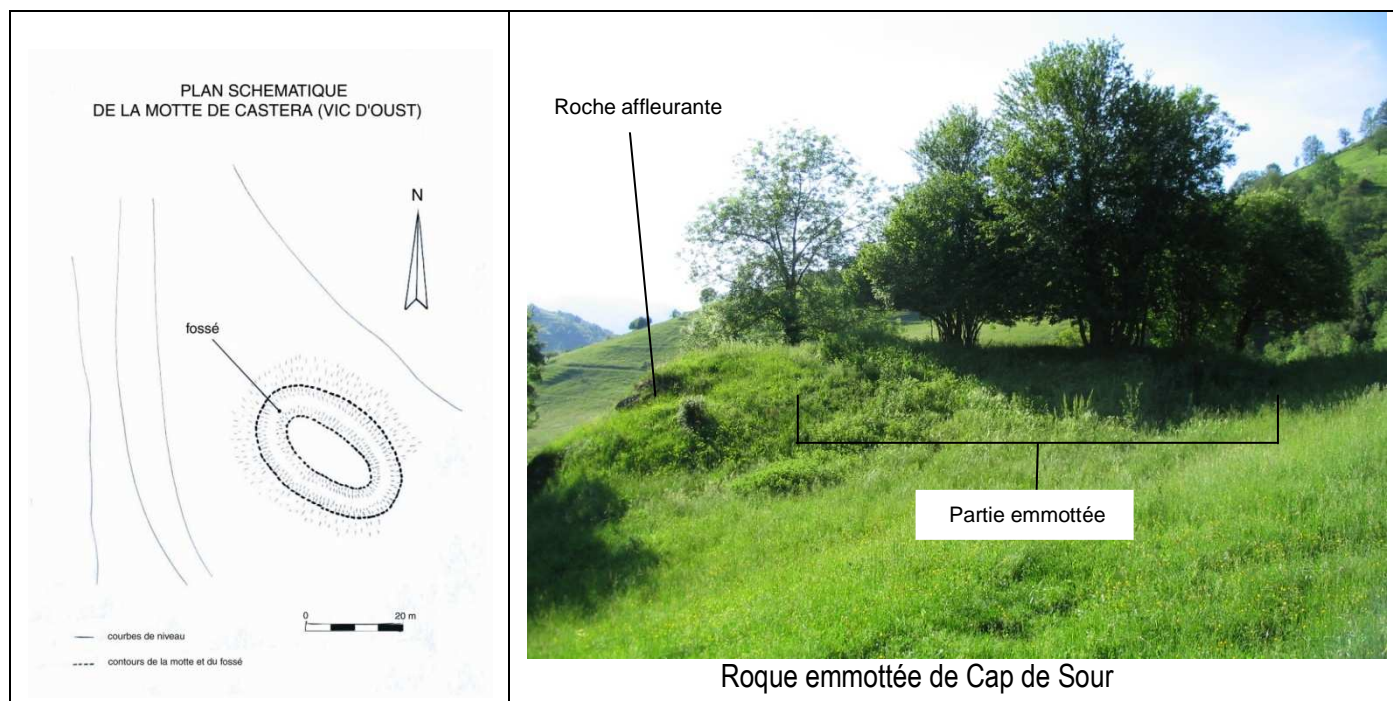 PLAN SCHEMATIQUE
DE LA MOTTE DE CASTERA (VIC D'OUST)
N
fossé
0 20 m
courbes de niveau
contours de la motte et du fossé
Roche affleurante
Partie emmottée
Roque emmottée de Cap de Sour